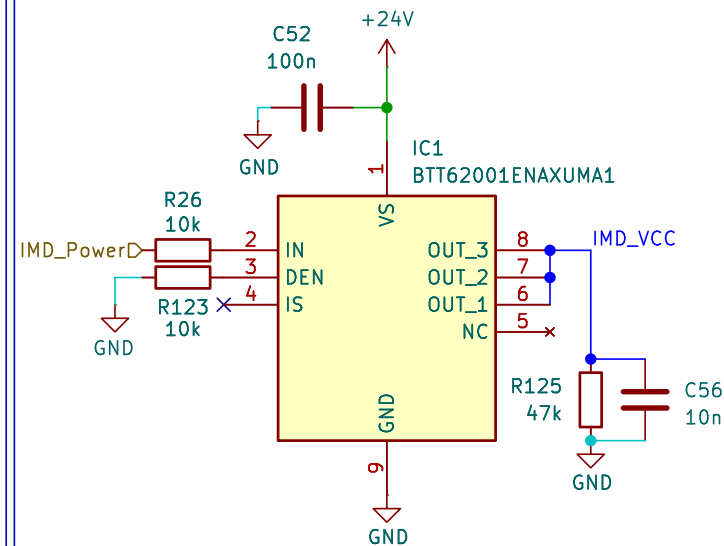 +24V
C52
100n
GND
IC1
BTT62001ENAXUMA1
1
VS
R26
10k
IMD_Power
2
IN
3
DEN
4
IS
R123
10k
GND
OUT_3
8
IMD_VCC
OUT_2
7
OUT_1
6
NC
5
R125
47k
C56
10n
GND
GND
9
GND